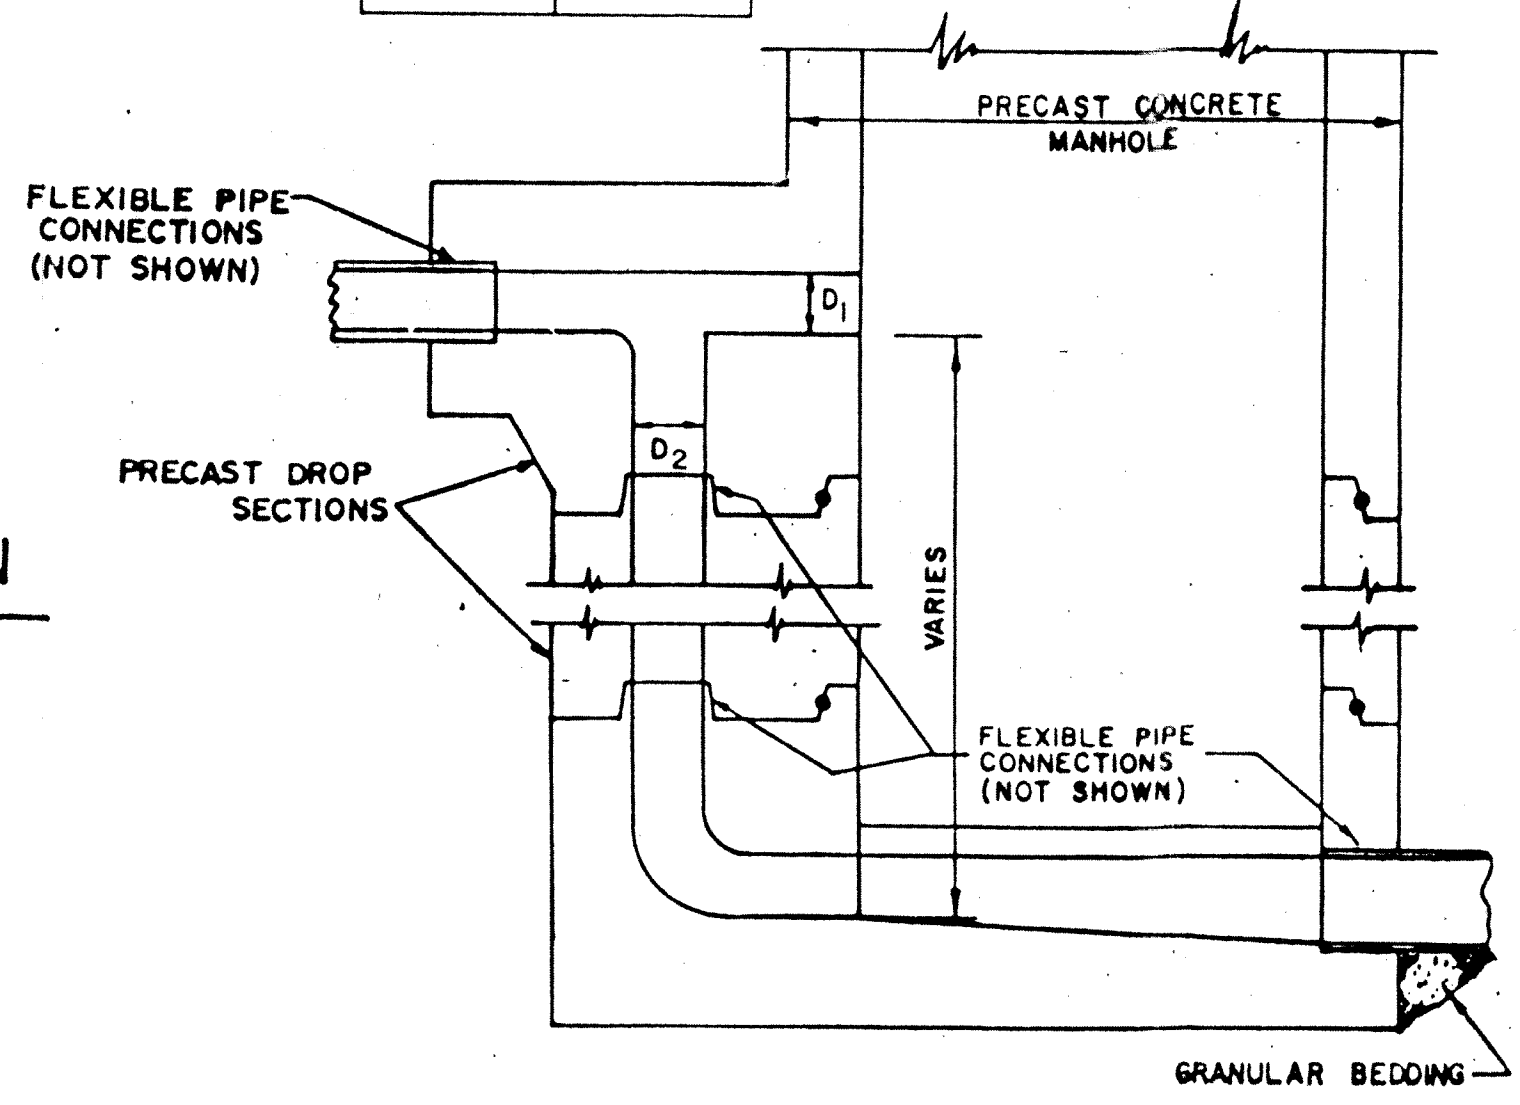 PRECAST CONCRETE
MANHOLE
FLEXIBLE PIPE
CONNECTIONS
(NOT SHOWN)
D1
D2
PRECAST DROP
SECTIONS
VARIES
FLEXIBLE PIPE
CONNECTIONS
(NOT SHOWN)
GRANULAR BEDDING